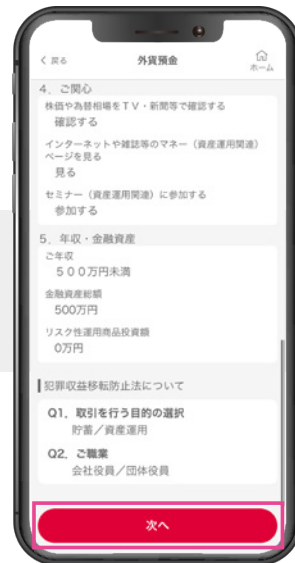 戻る
外貨預金
ホーム
4. ご関心
株価や為替相場をTV・新聞等で確認する
確認する
インターネットや雑誌等のマネー（資産運用関連）
ページを見る
見る
セミナー（資産運用関連）に参加する
参加する
5. 年収・金融資産
ご年収
５００万円未満
金融資産総額
500万円
リスク性運用商品投資額
0万円
犯罪収益移転防止法について
Q1. 取引を行う目的の選択
貯蓄／資産運用
Q2. ご職業
会社役員／団体役員
次へ